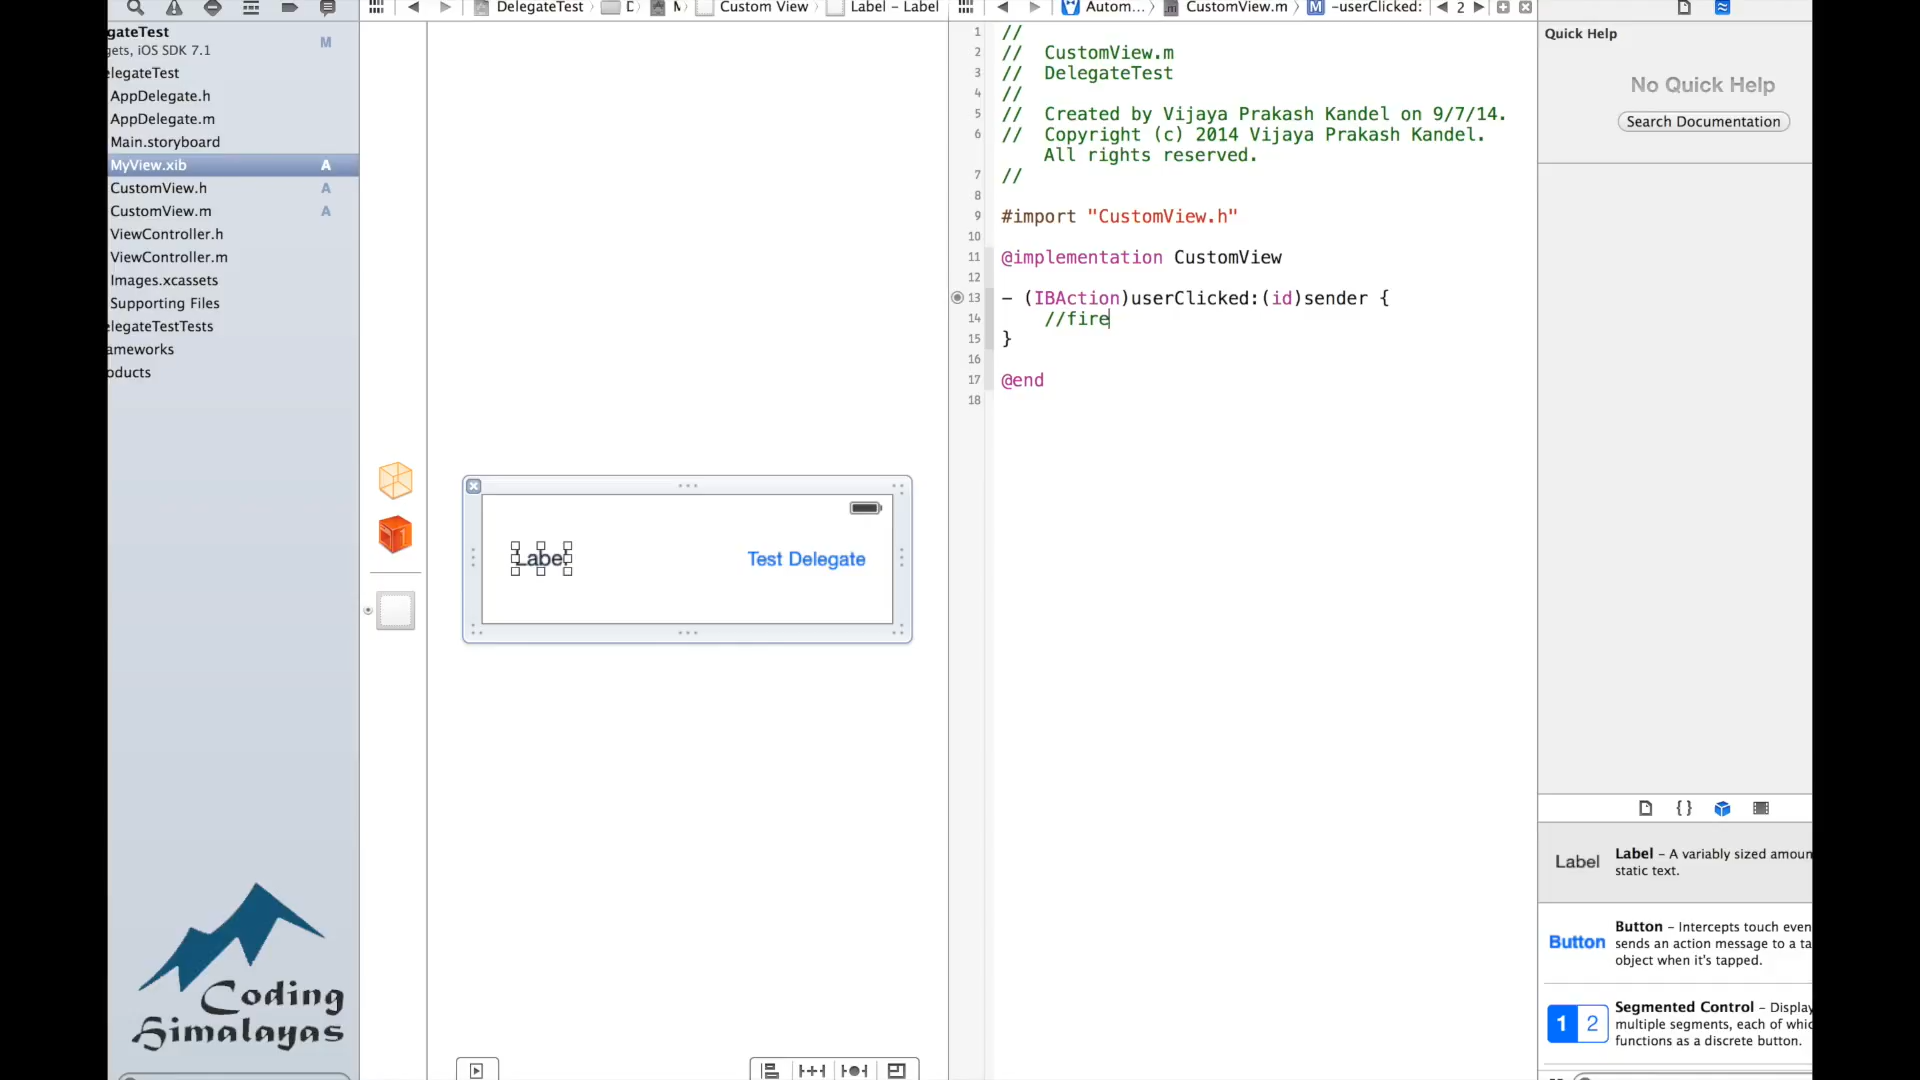 DelegateTest
Custom View
Label – Label
Autom...
CustomView.m
-userClicked:
2
gateTest
gets, iOS SDK 7.1
M
elegateTest
AppDelegate.h
AppDelegate.m
Main.storyboard
MyView.xib
A
CustomView.h
A
CustomView.m
A
ViewController.h
ViewController.m
Images.xcassets
Supporting Files
elegateTestTests
ameworks
oducts
Coding
Himalayas
Label
Test Delegate
1 //
2 // CustomView.m
3 // DelegateTest
4 //
5 // Created by Vijaya Prakash Kandel on 9/7/14.
6 // Copyright (c) 2014 Vijaya Prakash Kandel.
All rights reserved.
7 //
8
9 #import "CustomView.h"
10
11 @implementation CustomView
12
13 - (IBAction)userClicked:(id)sender {
14 //fire
15 }
16
17 @end
18
Quick Help
No Quick Help
Search Documentation
{ }
Label
Label – A variably sized amoun
static text.
Button
Button – Intercepts touch even
sends an action message to a ta
object when it's tapped.
1 2
Segmented Control – Display
multiple segments, each of whic
functions as a discrete button.